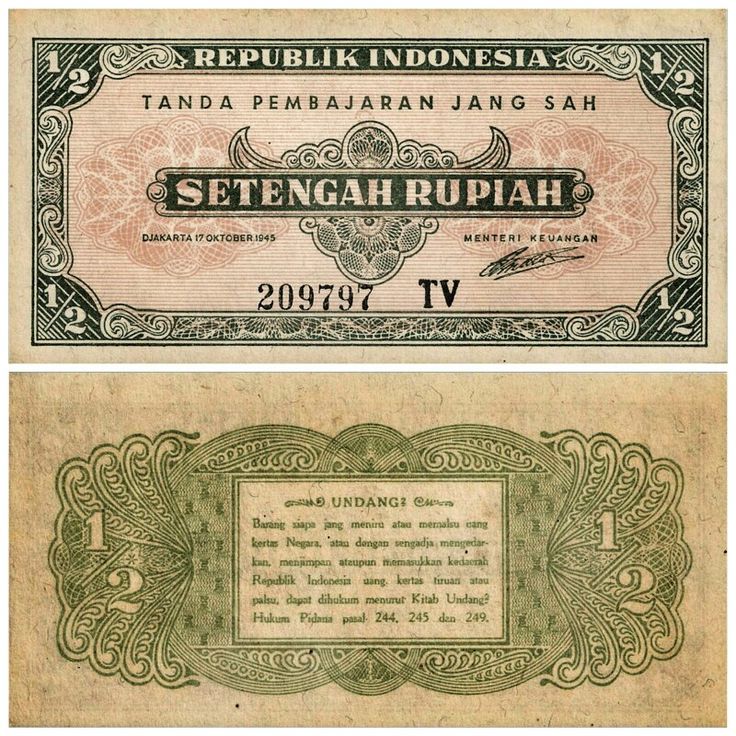 1/2 REPUBLIK INDONESIA 1/2
TANDA PEMBAJARAN JANG SAH
SETENGAH RUPIAH
DJAKARTA 17 OKTOBER 1945 MENTERI KEUANGAN
209797 TV
1/2 1/2
UNDANG2
Barang siapa jang meniru atau memalsu uang
kertas Negara, atau dengan sengadja mengedar-
kan, menjimpan ataupun memasukkan kedaerah
Republik Indonesia uang kertas tiruan atau
palsu, dapat dihukum menurut Kitab Undang2
Hukum Pidana pasal 244, 245 dan 249.
1/2 1/2